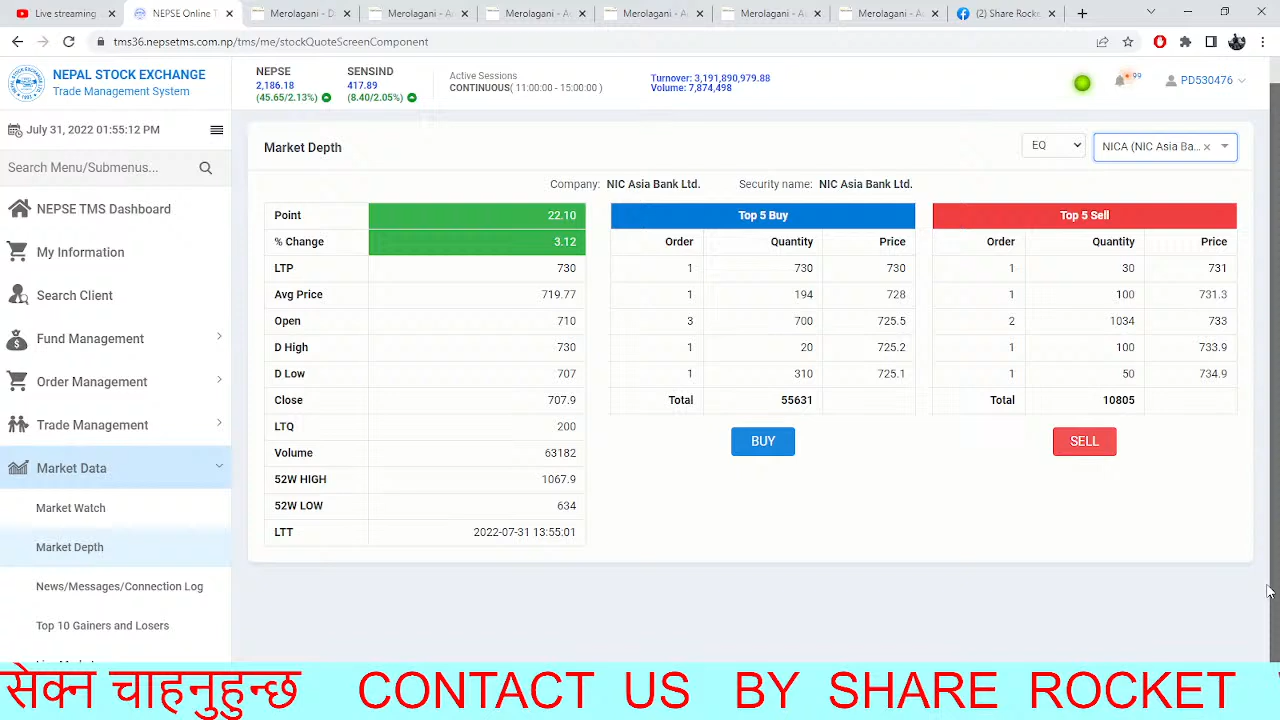 Live streaming
NEPSE Online T
Merolagani - D
Merolagani - A
Merolagani - A
Merolagani - A
Merolagani - A
Merolagani - A
(2) Share Rocke
tms36.nepsetms.com.np/tms/me/stockQuoteScreenComponent
NEPAL STOCK EXCHANGE
Trade Management System
NEPSE
2,186.18
(45.65/2.13%)
SENSIND
417.89
(8.40/2.05%)
Active Sessions
CONTINUOUS( 11:00:00 - 15:00:00 )
Turnover: 3,191,890,979.88
Volume: 7,874,498
99
PD530476
July 31, 2022 01:55:12 PM
Search Menu/Submenus...
NEPSE TMS Dashboard
My Information
Search Client
Fund Management
Order Management
Trade Management
Market Data
Market Watch
Market Depth
News/Messages/Connection Log
Top 10 Gainers and Losers
Market Depth
EQ
NICA (NIC Asia Ba... ×
Company: NIC Asia Bank Ltd. Security name: NIC Asia Bank Ltd.
Point 22.10
% Change 3.12
LTP 730
Avg Price 719.77
Open 710
D High 730
D Low 707
Close 707.9
LTQ 200
Volume 63182
52W HIGH 1067.9
52W LOW 634
LTT 2022-07-31 13:55:01
Top 5 Buy
Order Quantity Price
1 730 730
1 194 728
3 700 725.5
1 20 725.2
1 310 725.1
Total 55631
BUY
Top 5 Sell
Order Quantity Price
1 30 731
1 100 731.3
2 1034 733
1 100 733.9
1 50 734.9
Total 10805
SELL
सेक्न चाहनुहुन्छ CONTACT US BY SHARE ROCKET